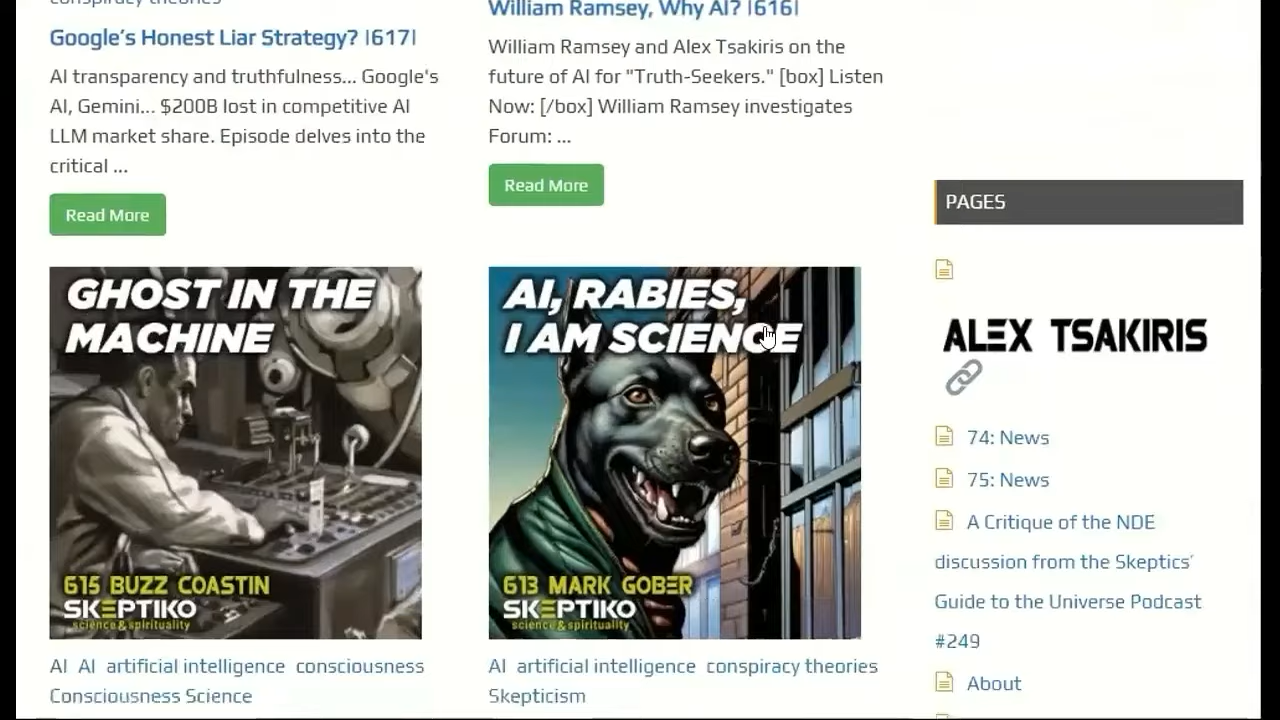 conspiracy theories
Google's Honest Liar Strategy? |617|
AI transparency and truthfulness... Google's
AI, Gemini... $200B lost in competitive AI
LLM market share. Episode delves into the
critical ...
Read More
William Ramsey, Why AI? |616|
William Ramsey and Alex Tsakiris on the
future of AI for "Truth-Seekers." [box] Listen
Now: [/box] William Ramsey investigates
Forum: ...
Read More
GHOST IN THE
MACHINE
615 BUZZ COASTIN
SKEPTIKO
science & spirituality
AI AI artificial intelligence consciousness
Consciousness Science
AI, RABIES,
I AM SCIENCE
613 MARK GOBER
SKEPTIKO
science & spirituality
AI artificial intelligence conspiracy theories
Skepticism
PAGES
ALEX TSAKIRIS
74: News
75: News
A Critique of the NDE
discussion from the Skeptics'
Guide to the Universe Podcast
#249
About